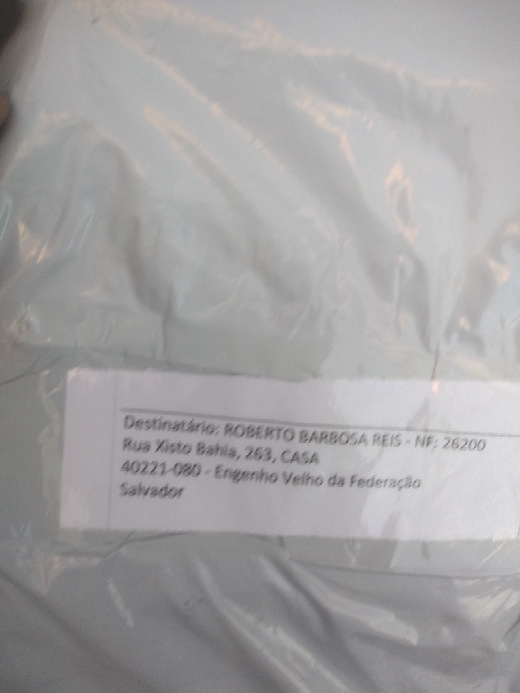 Destinatário: ROBERTO BARBOSA REIS - NF: 26200
Rua Xisto Bahia, 263, CASA
40221-080 - Engenho Velho da Federação
Salvador